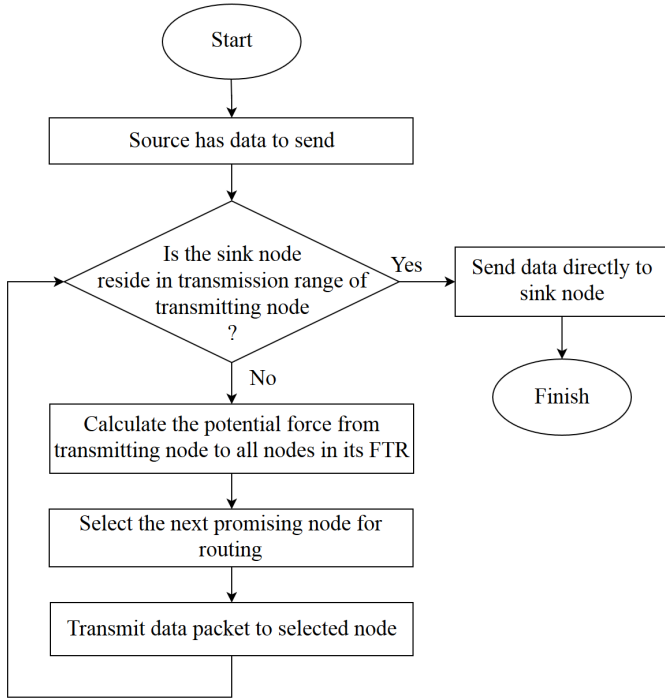 Start
Source has data to send
Is the sink node
reside in transmission range of
transmitting node
?
Yes
Send data directly to
sink node
Finish
No
Calculate the potential force from
transmitting node to all nodes in its FTR
Select the next promising node for
routing
Transmit data packet to selected node